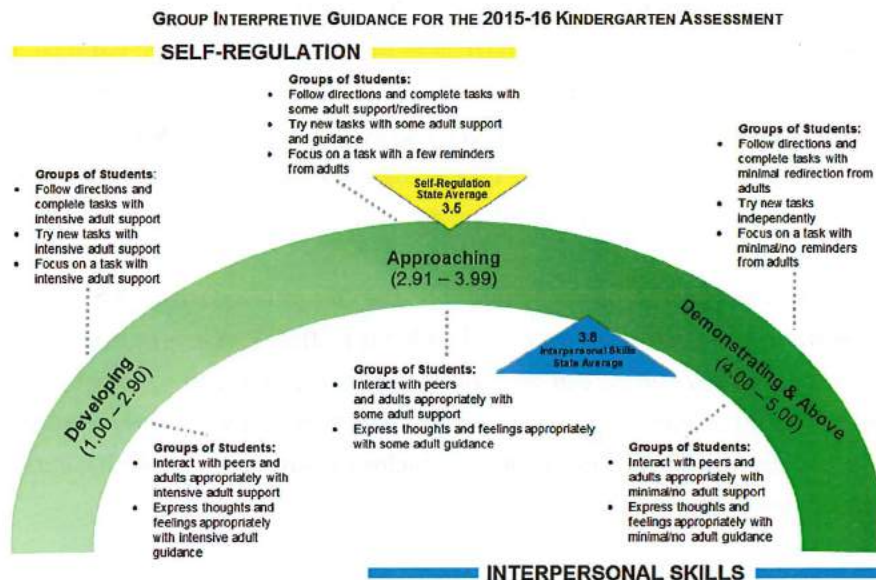 GROUP INTERPRETIVE GUIDANCE FOR THE 2015-16 KINDERGARTEN ASSESSMENT
SELF-REGULATION
Groups of Students:
• Follow directions and complete tasks with
some adult support/redirection
• Try new tasks with some adult support
and guidance
• Focus on a task with a few reminders
from adults
Groups of Students:
• Follow directions and
complete tasks with
intensive adult support
• Try new tasks with
intensive adult support
• Focus on a task with
intensive adult support
Groups of Students:
• Follow directions and
complete tasks with
minimal redirection from
adults
• Try new tasks
independently
• Focus on a task with
minimal/no reminders
from adults
Self-Regulation
State Average
3.5
Approaching
(2.91 – 3.99)
Developing
(1.00 – 2.90)
Demonstrating & Above
(4.00 – 5.00)
3.8
Interpersonal Skills
State Average
Groups of Students:
• Interact with peers
and adults appropriately with
some adult support
• Express thoughts and feelings appropriately
with some adult guidance
Groups of Students:
• Interact with peers and
adults appropriately with
intensive adult support
• Express thoughts and
feelings appropriately
with intensive adult
guidance
Groups of Students:
• Interact with peers and
adults appropriately with
minimal/no adult support
• Express thoughts and
feelings appropriately with
minimal/no adult guidance
INTERPERSONAL SKILLS